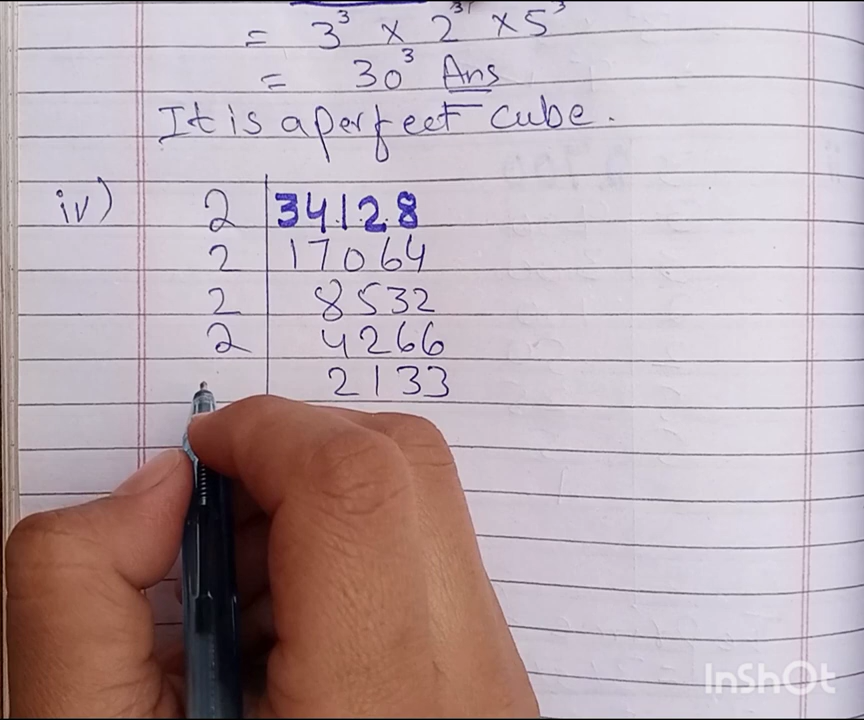 = 3³ × 2³ × 5³
= 30³ Ans
It is a perfect cube.
iv) 2 | 34128
2 | 17064
2 | 8532
2 | 4266
2133
InShOt